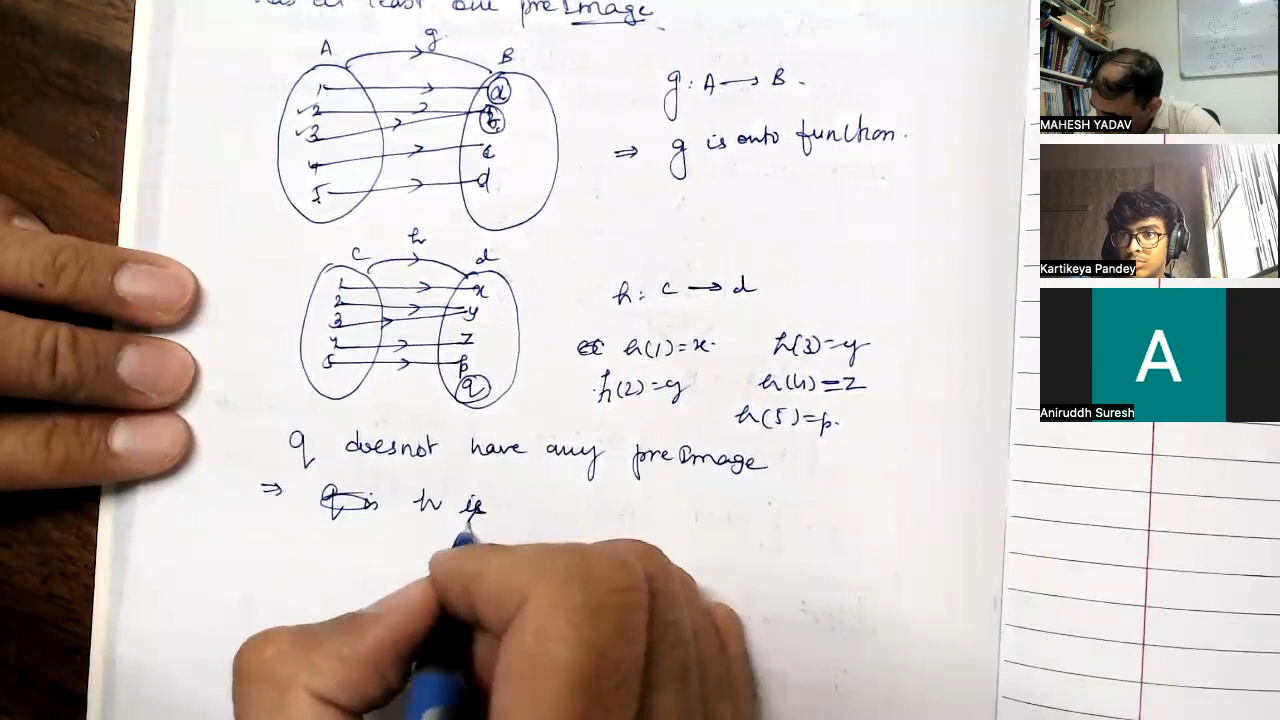 has at least one preImage.
A g B
1 a
2 b
3 c
4 d
5
g: A → B.
⇒ g is onto function.
C h d
1 x
2 y
3 z
4 p
5 q
h: C → d
h(1)=x. h(3)=y
h(2)=y h(4)=z
h(5)=p.
q doesnot have any preImage
⇒ h is
MAHESH YADAV
Kartikeya Pandey
A
Aniruddh Suresh